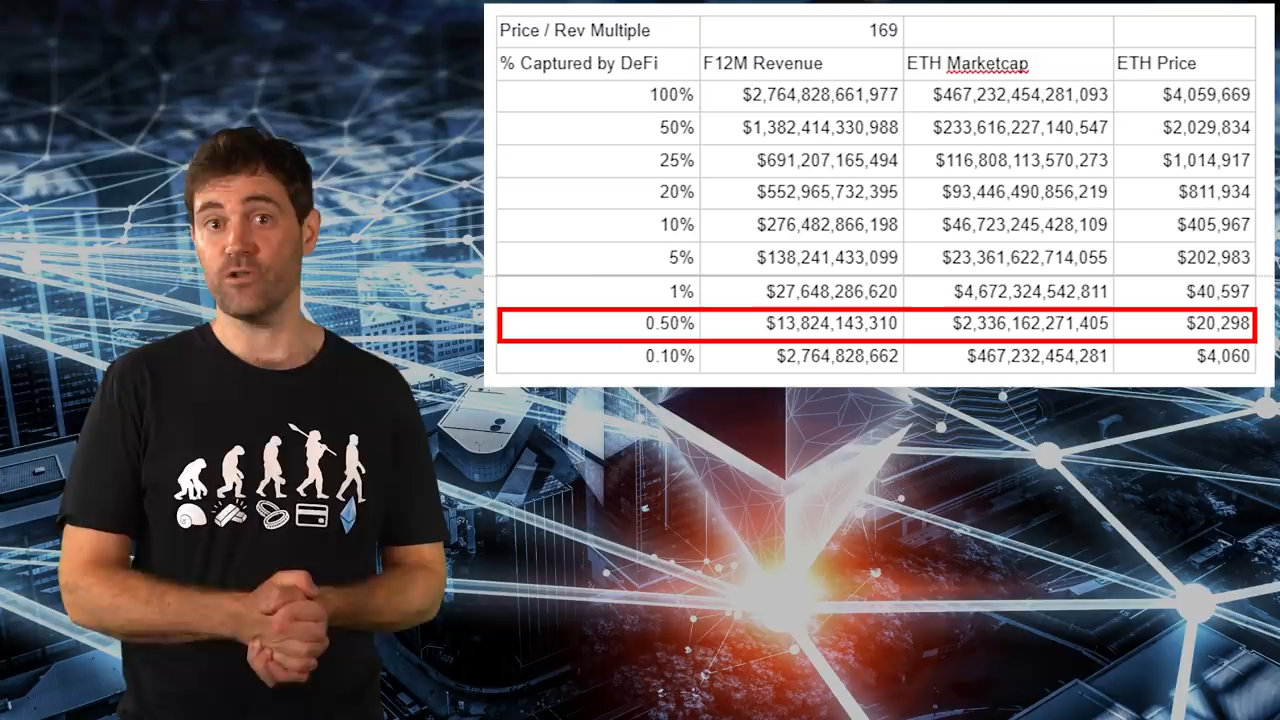 Price / Rev Multiple 169
% Captured by DeFi F12M Revenue ETH Marketcap ETH Price
100% $2,764,828,661,977 $467,232,454,281,093 $4,059,669
50% $1,382,414,330,988 $233,616,227,140,547 $2,029,834
25% $691,207,165,494 $116,808,113,570,273 $1,014,917
20% $552,965,732,395 $93,446,490,856,219 $811,934
10% $276,482,866,198 $46,723,245,428,109 $405,967
5% $138,241,433,099 $23,361,622,714,055 $202,983
1% $27,648,286,620 $4,672,324,542,811 $40,597
0.50% $13,824,143,310 $2,336,162,271,405 $20,298
0.10% $2,764,828,662 $467,232,454,281 $4,060